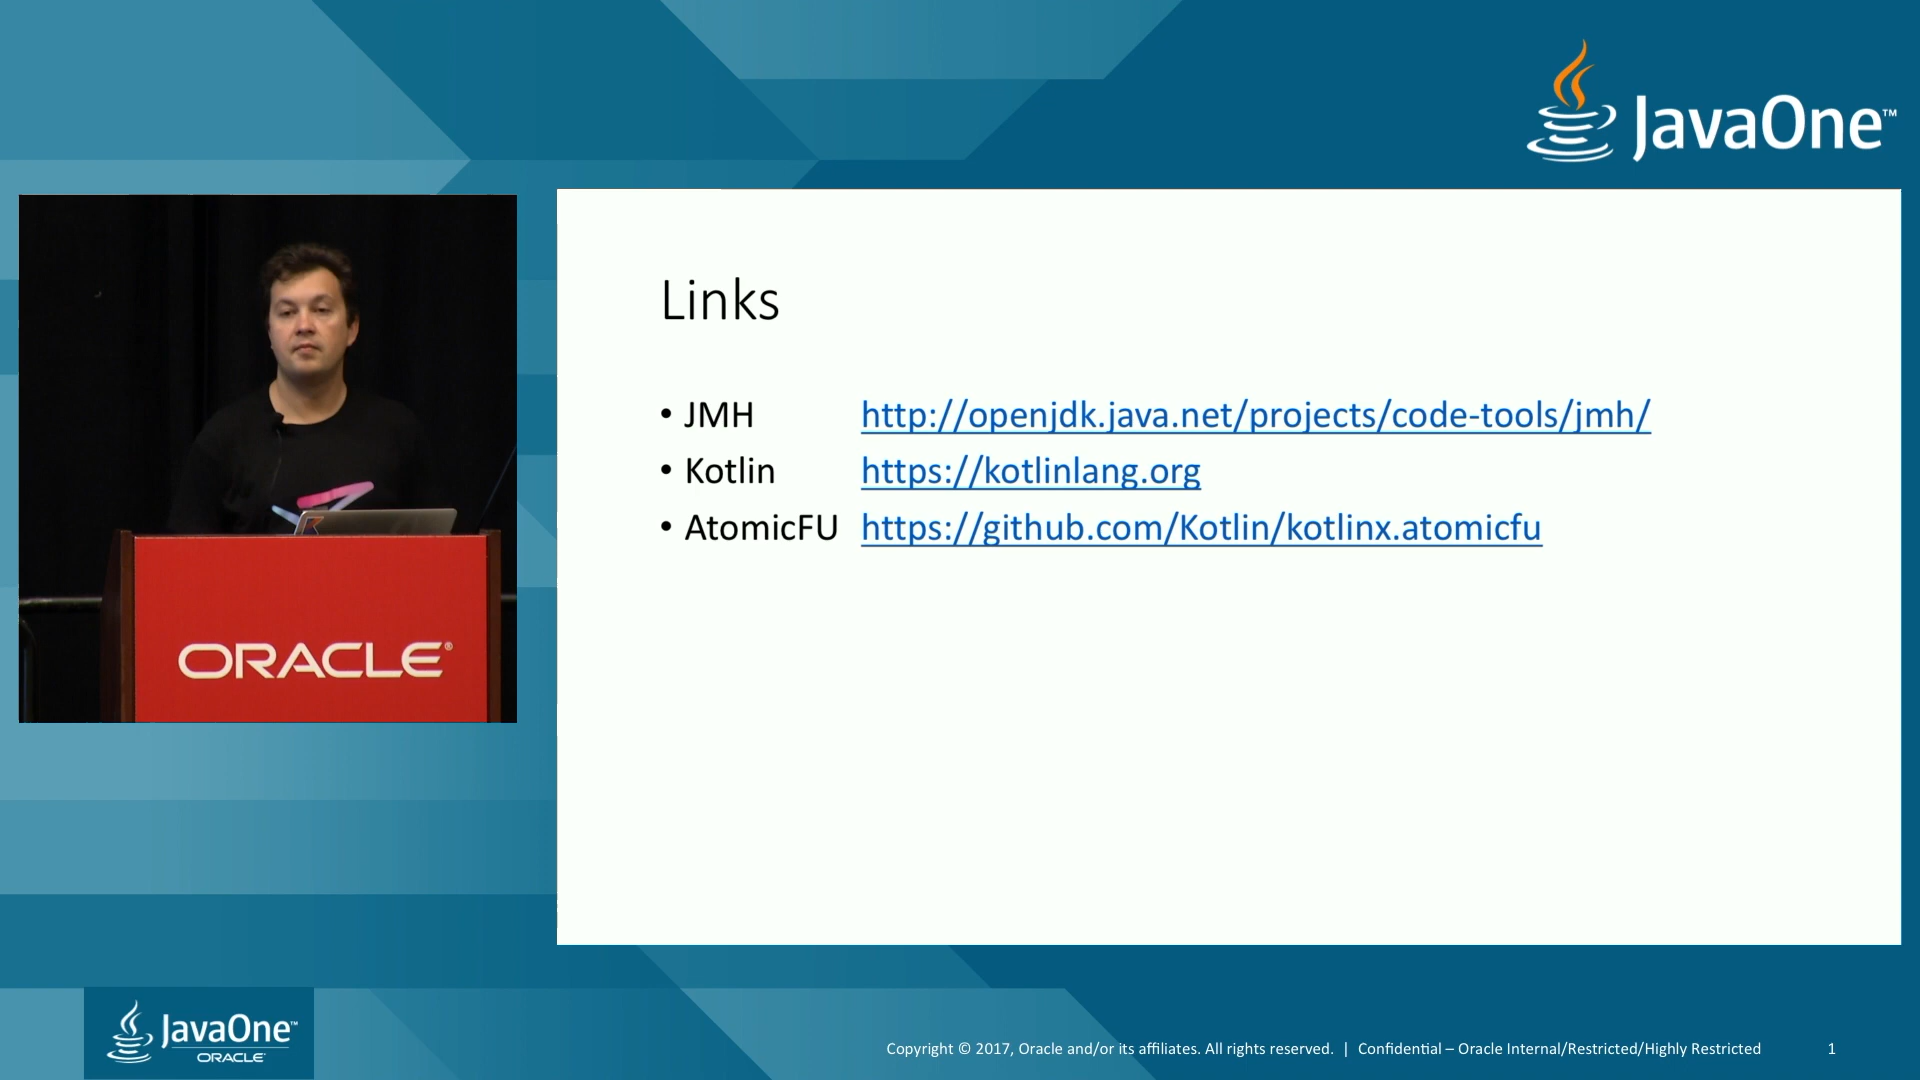 JavaOne™
Links
• JMH http://openjdk.java.net/projects/code-tools/jmh/
• Kotlin https://kotlinlang.org
• AtomicFU https://github.com/Kotlin/kotlinx.atomicfu
ORACLE®
JavaOne™
ORACLE®
Copyright © 2017, Oracle and/or its affiliates. All rights reserved. | Confidential – Oracle Internal/Restricted/Highly Restricted 1